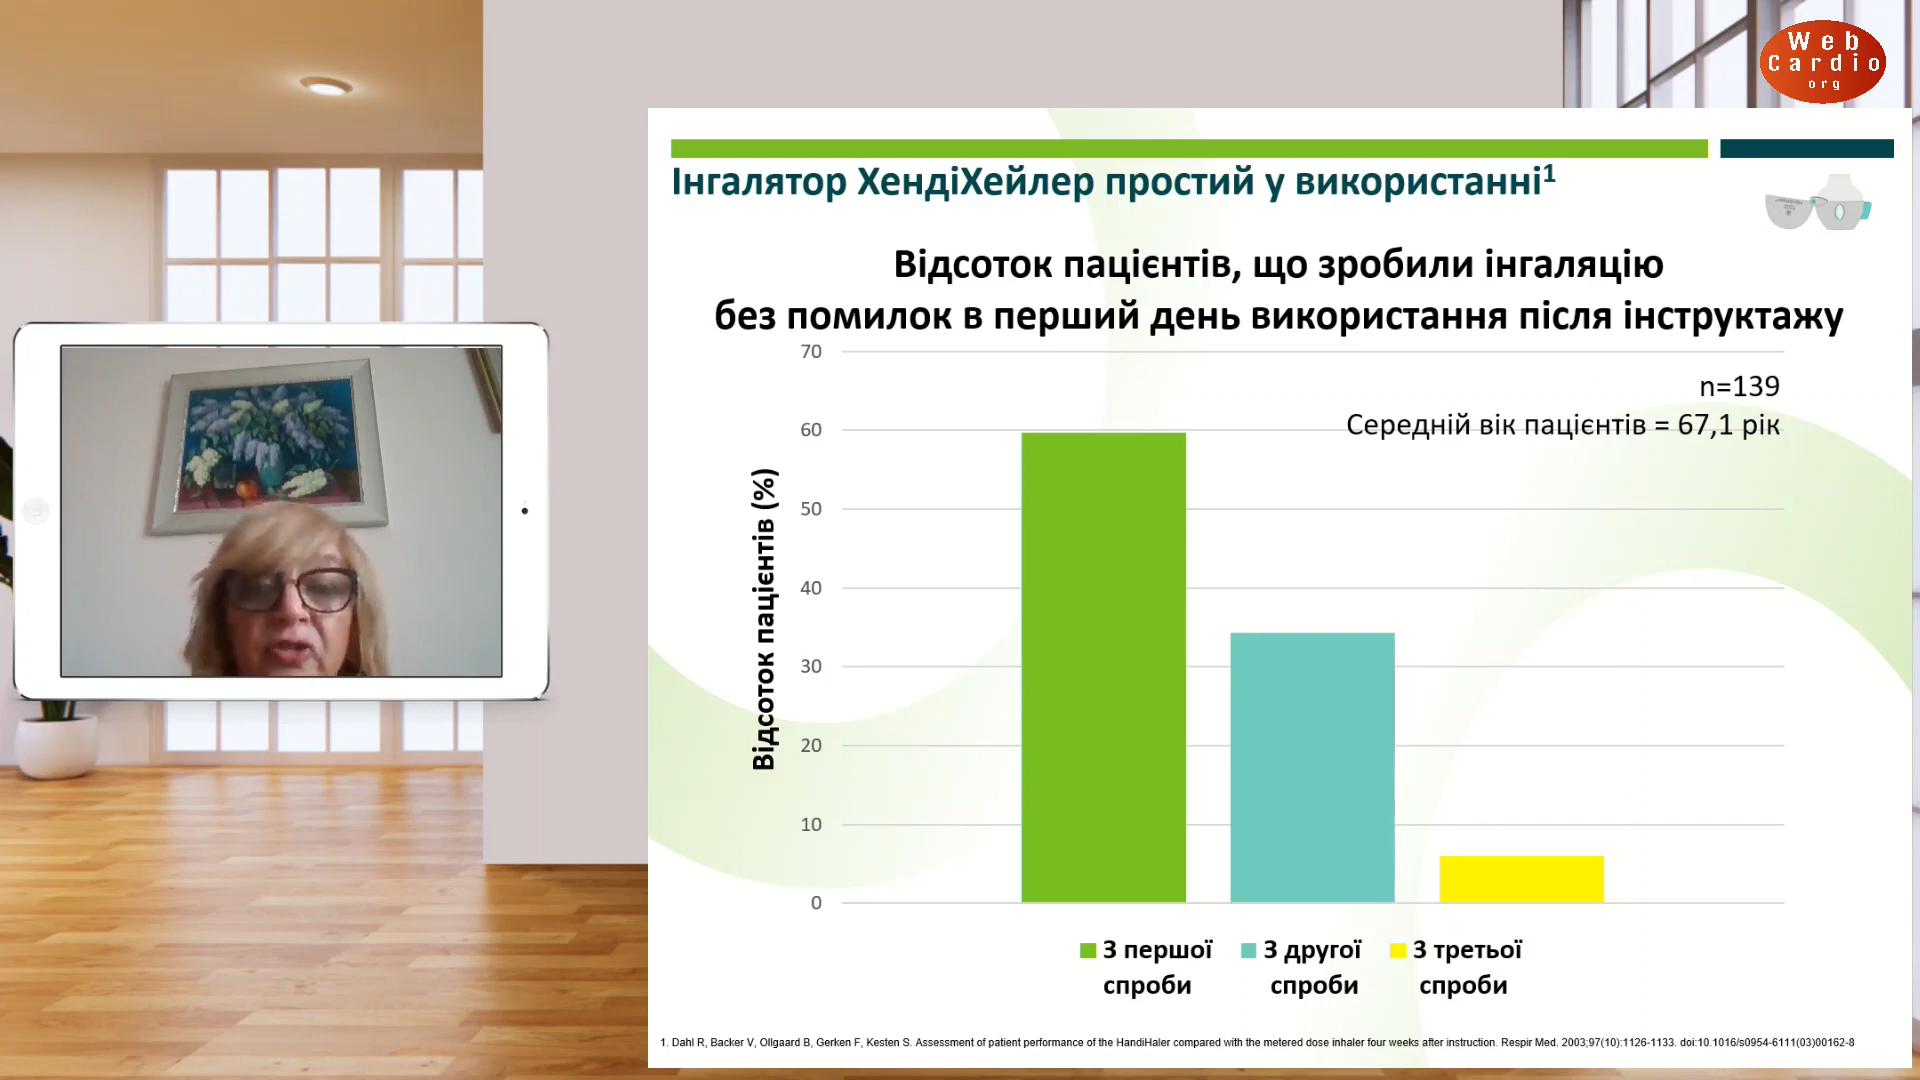 Web
Cardio
org
Інгалятор ХендіХейлер простий у використанні¹
Відсоток пацієнтів, що зробили інгаляцію
без помилок в перший день використання після інструктажу
n=139
Середній вік пацієнтів = 67,1 рік
Відсоток пацієнтів (%)
70
60
50
40
30
20
10
0
З першої спроби
З другої спроби
З третьої спроби
1. Dahl R, Backer V, Ollgaard B, Gerken F, Kesten S. Assessment of patient performance of the HandiHaler compared with the metered dose inhaler four weeks after instruction. Respir Med. 2003;97(10):1126-1133. doi:10.1016/s0954-6111(03)00162-8